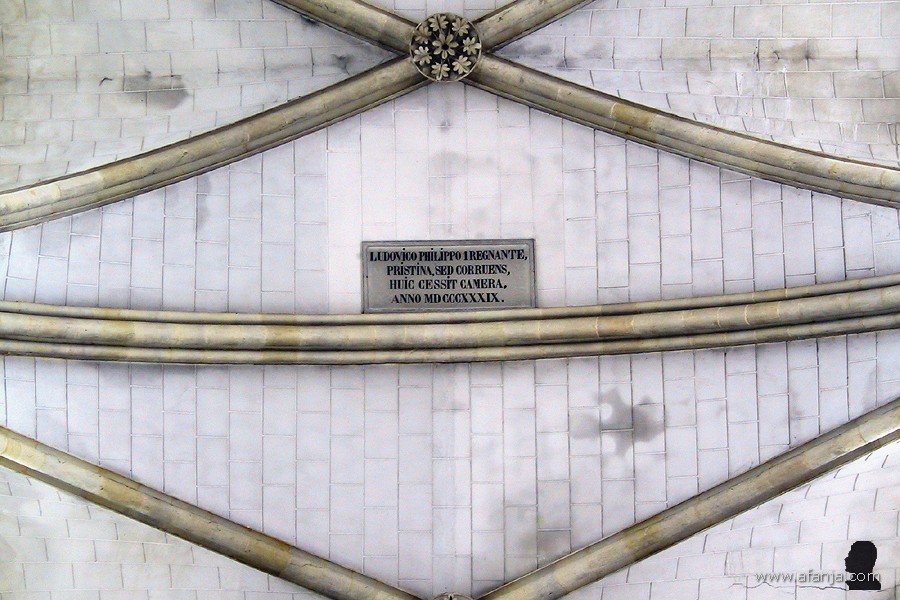 LUDOVICO PHILIPPO I REGNANTE,
PRISTINA, SED CORRUENS,
HUIC CESSIT CAMERA,
ANNO MDCCCXXXIX.
www.afanja.com